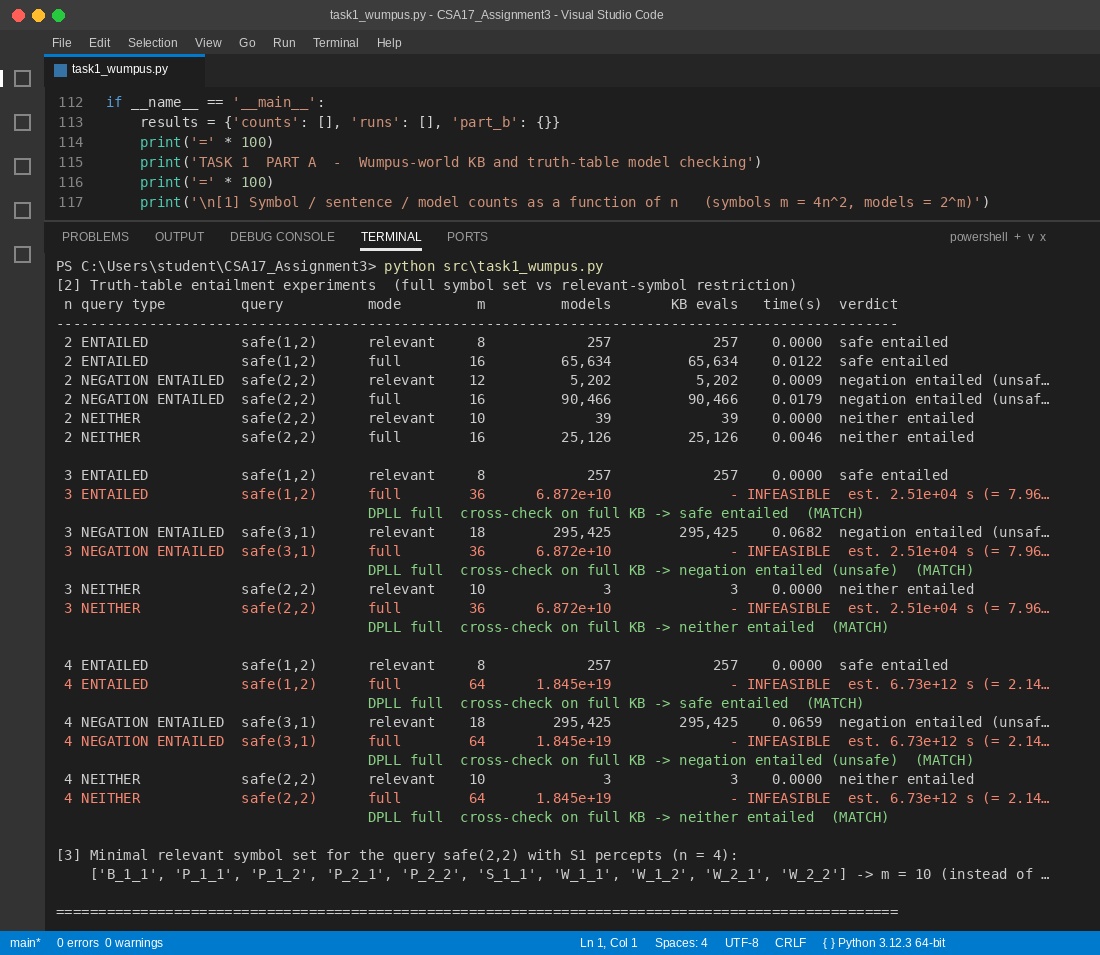 task1_wumpus.py - CSA17_Assignment3 - Visual Studio Code
File Edit Selection View Go Run Terminal Help
task1_wumpus.py
112 if __name__ == '__main__':
113     results = {'counts': [], 'runs': [], 'part_b': {}}
114     print('=' * 100)
115     print('TASK 1  PART A  -  Wumpus-world KB and truth-table model checking')
116     print('=' * 100)
117     print('\n[1] Symbol / sentence / model counts as a function of n   (symbols m = 4n^2, models = 2^m)')
PROBLEMS OUTPUT DEBUG CONSOLE TERMINAL PORTS powershell + v x
PS C:\Users\student\CSA17_Assignment3> python src\task1_wumpus.py
[2] Truth-table entailment experiments  (full symbol set vs relevant-symbol restriction)
 n query type         query          mode         m         models       KB evals   time(s)  verdict
----------------------------------------------------------------------------------------------------
 2 ENTAILED           safe(1,2)      relevant     8            257            257    0.0000  safe entailed
 2 ENTAILED           safe(1,2)      full        16         65,634         65,634    0.0122  safe entailed
 2 NEGATION ENTAILED  safe(2,2)      relevant    12          5,202          5,202    0.0009  negation entailed (unsaf…
 2 NEGATION ENTAILED  safe(2,2)      full        16         90,466         90,466    0.0179  negation entailed (unsaf…
 2 NEITHER            safe(2,2)      relevant    10             39             39    0.0000  neither entailed
 2 NEITHER            safe(2,2)      full        16         25,126         25,126    0.0046  neither entailed
 3 ENTAILED           safe(1,2)      relevant     8            257            257    0.0000  safe entailed
 3 ENTAILED           safe(1,2)      full        36      6.872e+10              - INFEASIBLE  est. 2.51e+04 s (= 7.96…
                                     DPLL full  cross-check on full KB -> safe entailed  (MATCH)
 3 NEGATION ENTAILED  safe(3,1)      relevant    18        295,425        295,425    0.0682  negation entailed (unsaf…
 3 NEGATION ENTAILED  safe(3,1)      full        36      6.872e+10              - INFEASIBLE  est. 2.51e+04 s (= 7.96…
                                     DPLL full  cross-check on full KB -> negation entailed (unsafe)  (MATCH)
 3 NEITHER            safe(2,2)      relevant    10              3              3    0.0000  neither entailed
 3 NEITHER            safe(2,2)      full        36      6.872e+10              - INFEASIBLE  est. 2.51e+04 s (= 7.96…
                                     DPLL full  cross-check on full KB -> neither entailed  (MATCH)
 4 ENTAILED           safe(1,2)      relevant     8            257            257    0.0000  safe entailed
 4 ENTAILED           safe(1,2)      full        64      1.845e+19              - INFEASIBLE  est. 6.73e+12 s (= 2.14…
                                     DPLL full  cross-check on full KB -> safe entailed  (MATCH)
 4 NEGATION ENTAILED  safe(3,1)      relevant    18        295,425        295,425    0.0659  negation entailed (unsaf…
 4 NEGATION ENTAILED  safe(3,1)      full        64      1.845e+19              - INFEASIBLE  est. 6.73e+12 s (= 2.14…
                                     DPLL full  cross-check on full KB -> negation entailed (unsafe)  (MATCH)
 4 NEITHER            safe(2,2)      relevant    10              3              3    0.0000  neither entailed
 4 NEITHER            safe(2,2)      full        64      1.845e+19              - INFEASIBLE  est. 6.73e+12 s (= 2.14…
                                     DPLL full  cross-check on full KB -> neither entailed  (MATCH)
[3] Minimal relevant symbol set for the query safe(2,2) with S1 percepts (n = 4):
    ['B_1_1', 'P_1_1', 'P_1_2', 'P_2_1', 'P_2_2', 'S_1_1', 'W_1_1', 'W_1_2', 'W_2_1', 'W_2_2'] -> m = 10 (instead of …
====================================================================================================
main* 0 errors 0 warnings Ln 1, Col 1 Spaces: 4 UTF-8 CRLF { } Python 3.12.3 64-bit